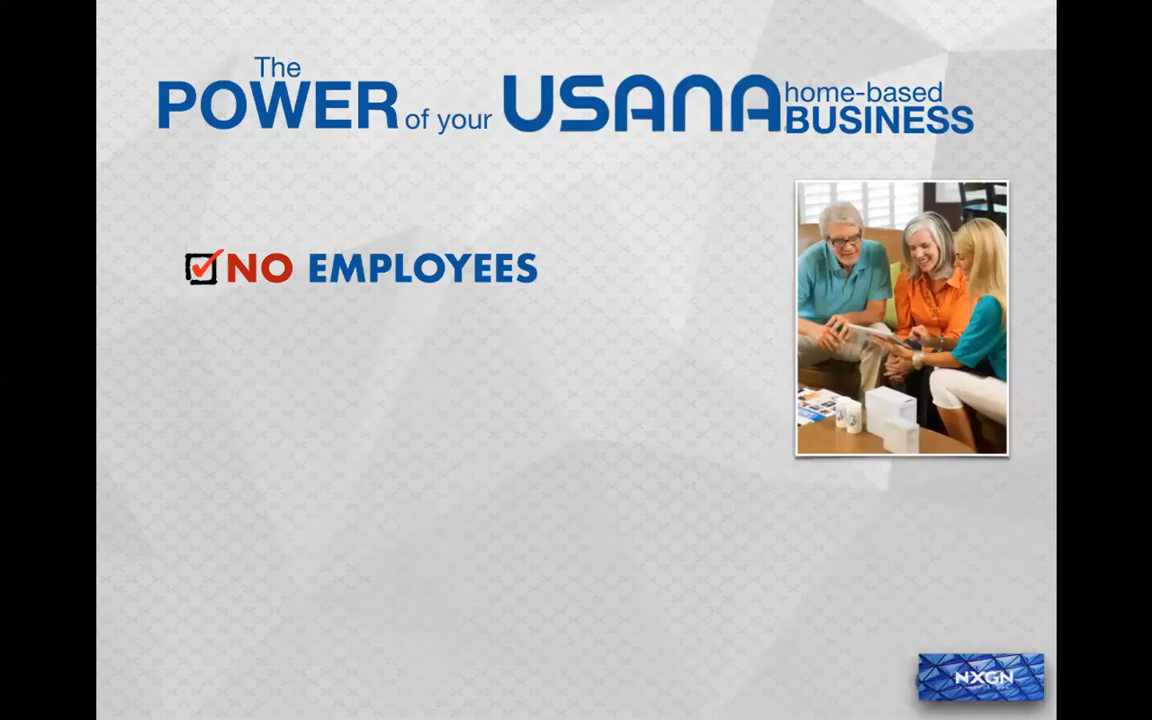 The
POWER of your USANA home-based
BUSINESS
NO EMPLOYEES
NXGN